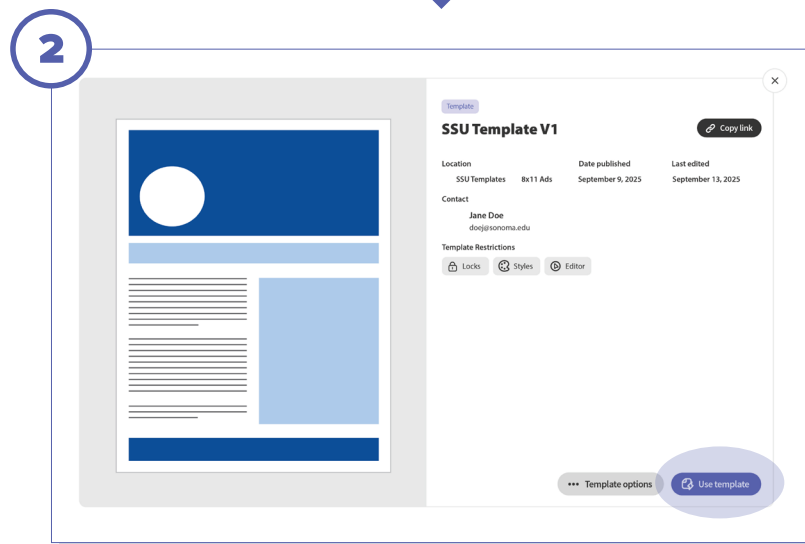 2
Template
SSU Template V1
Copy link
Location Date published Last edited
SSU Templates 8x11 Ads September 9, 2025 September 13, 2025
Contact
Jane Doe
doej@sonoma.edu
Template Restrictions
Locks Styles Editor
Template options Use template